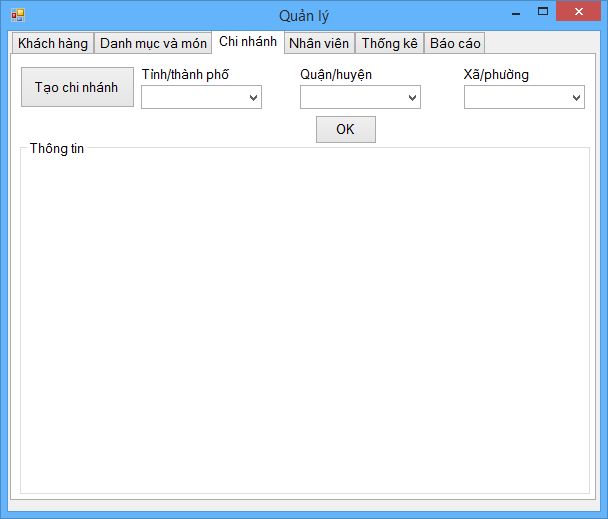 Quản lý
Khách hàng Danh mục và món Chi nhánh Nhân viên Thống kê Báo cáo
Tỉnh/thành phố Quận/huyện Xã/phường
Tạo chi nhánh
OK
Thông tin